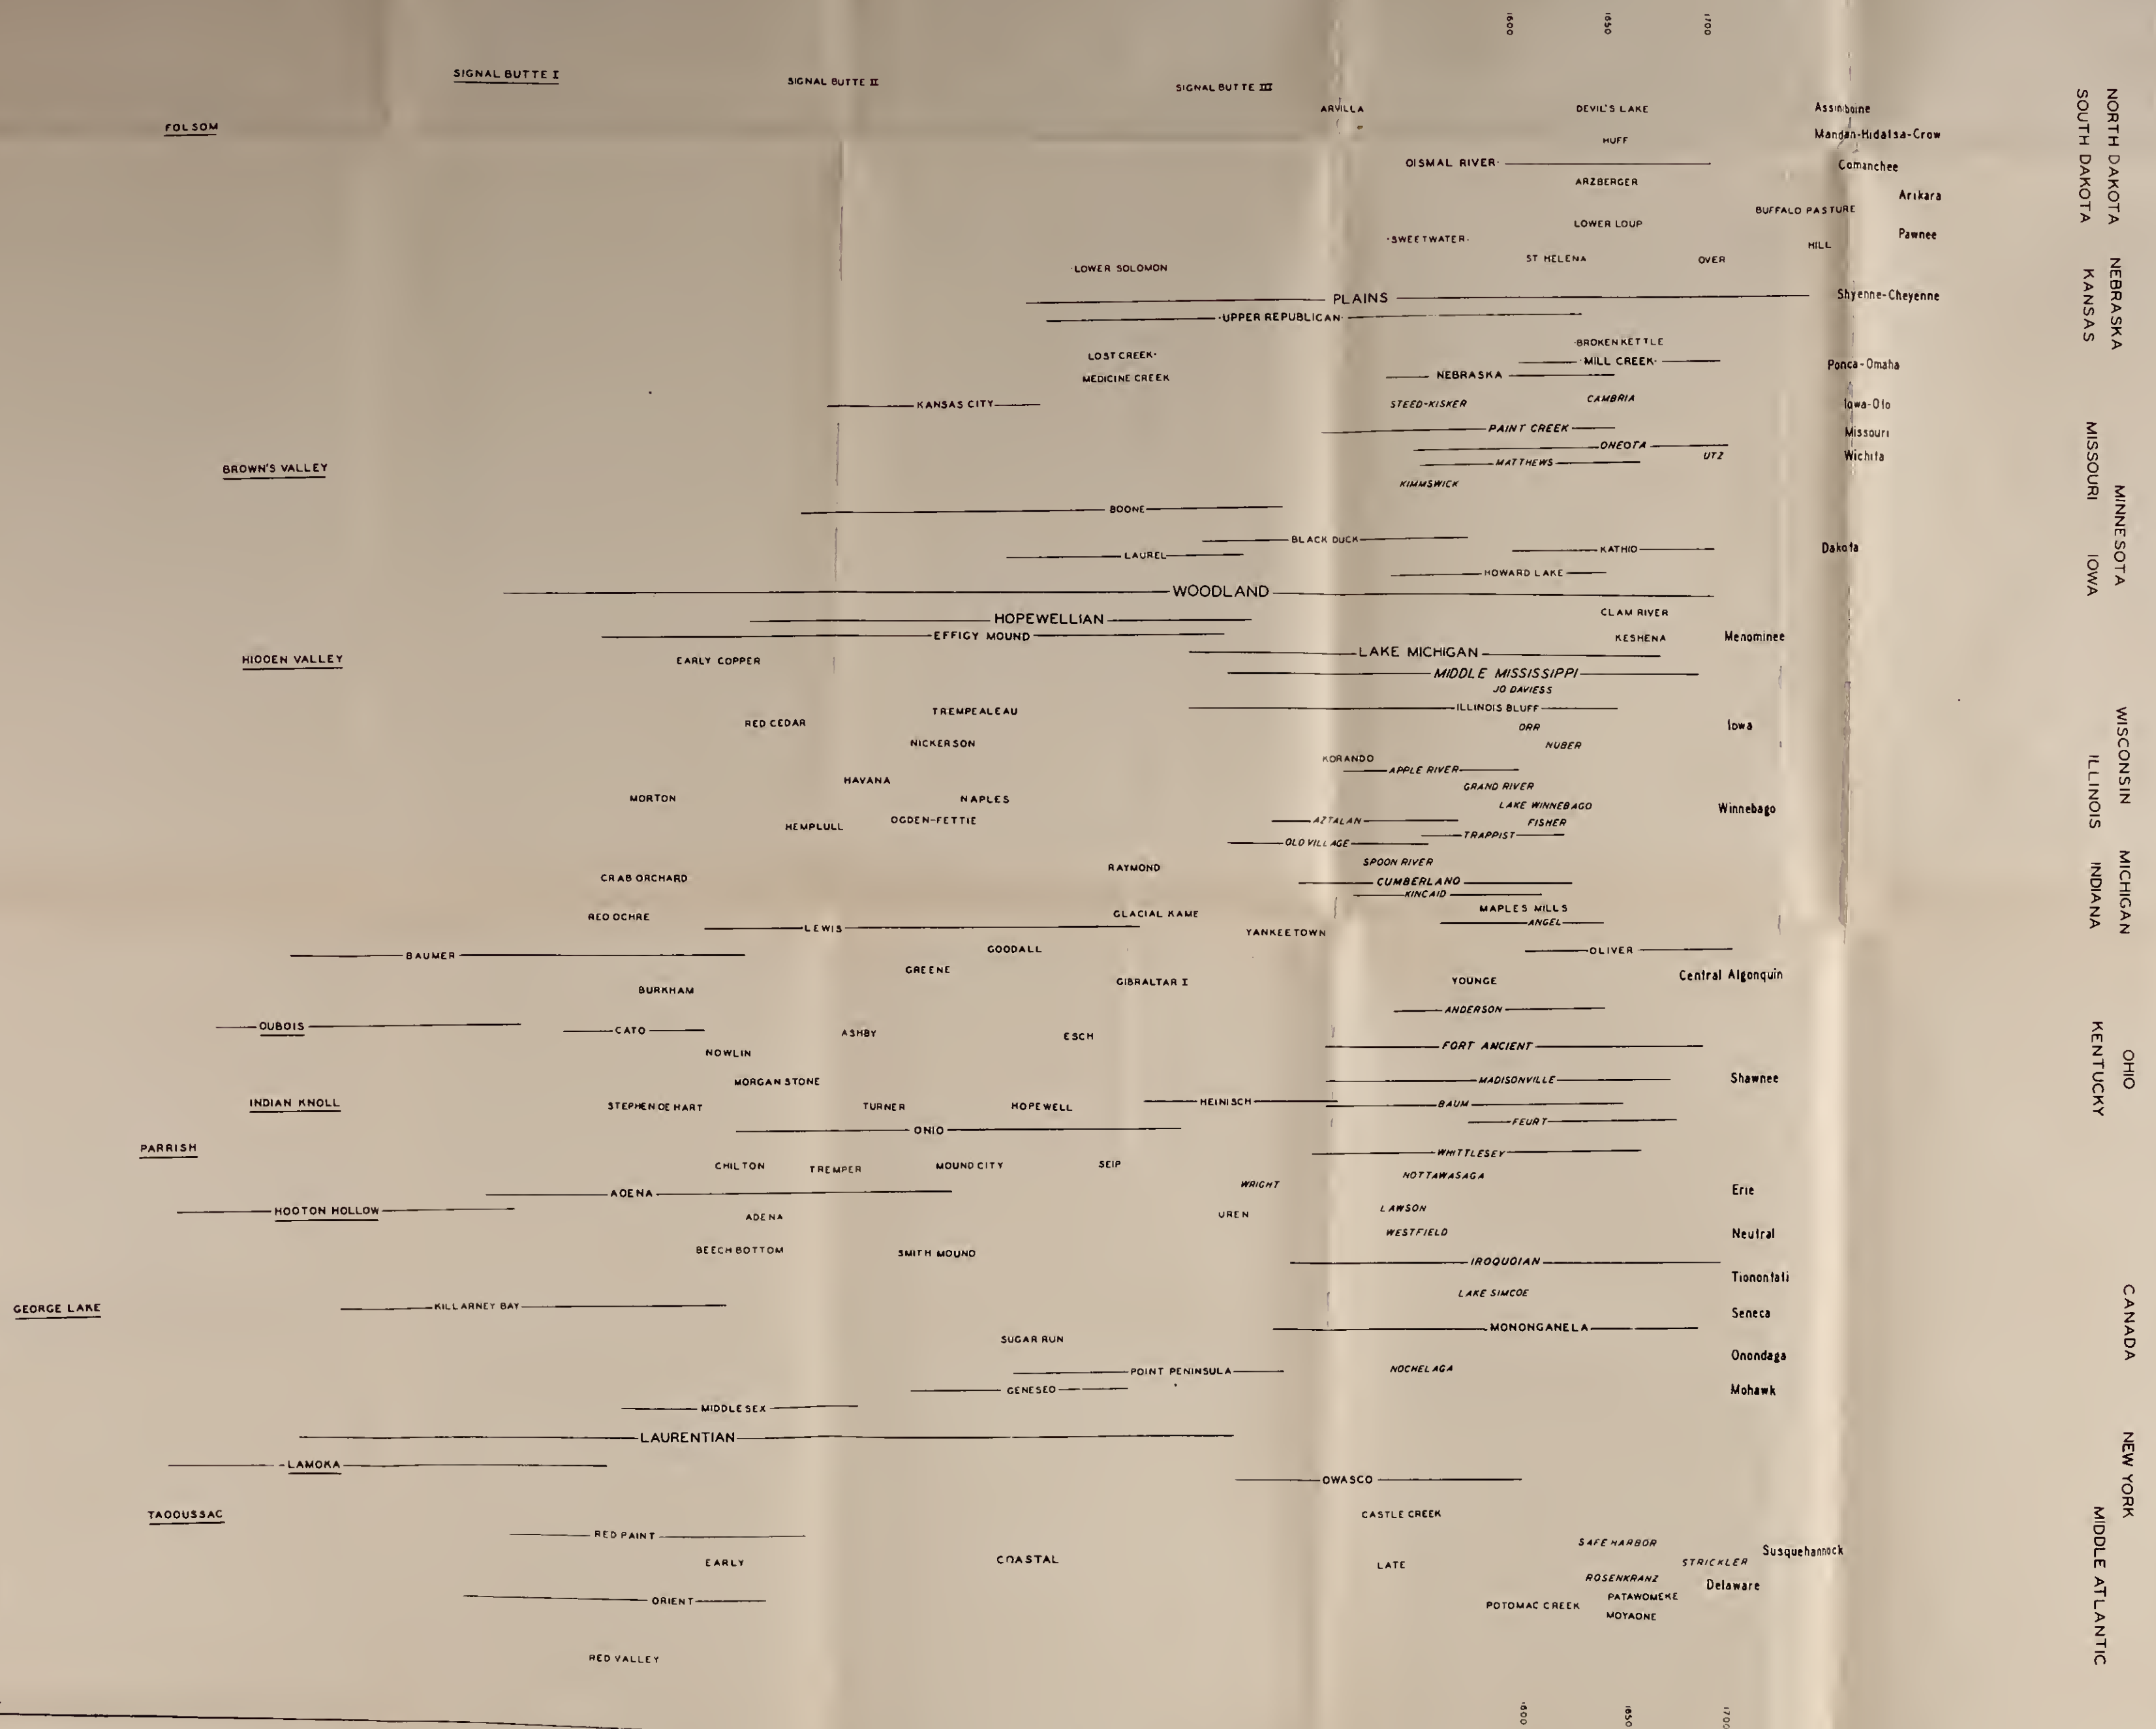 1600 1650 1700
SIGNAL BUTTE I
SIGNAL BUTTE II
SIGNAL BUTTE III
ARVILLA
DEVIL'S LAKE
Assiniboine
FOLSOM
Mandan-Hidatsa-Crow
HUFF
OISMAL RIVER
Comanchee
ARZBERGER
Arikara
BUFFALO PASTURE
LOWER LOUP
Pawnee
SWEETWATER
HILL
ST HELENA
OVER
LOWER SOLOMON
PLAINS
Shyenne-Cheyenne
UPPER REPUBLICAN
BROKEN KETTLE
LOST CREEK
MILL CREEK
Ponca-Omaha
MEDICINE CREEK
NEBRASKA
KANSAS CITY
STEED-KISKER
CAMBRIA
Iowa-Oto
PAINT CREEK
Missouri
ONEOTA
BROWN'S VALLEY
MATTHEWS
UTZ
Wichita
KIMMSWICK
BOONE
BLACK DUCK
LAUREL
KATHIO
Dakota
HOWARD LAKE
WOODLAND
HOPEWELLIAN
CLAM RIVER
EFFIGY MOUND
KESHENA
Menominee
HIDDEN VALLEY
EARLY COPPER
LAKE MICHIGAN
MIDDLE MISSISSIPPI
JO DAVIESS
TREMPEALEAU
ILLINOIS BLUFF
RED CEDAR
ORR
Iowa
NICKERSON
NUBER
KORANDO
APPLE RIVER
HAVANA
GRAND RIVER
MORTON
NAPLES
LAKE WINNEBAGO
Winnebago
HEMPLULL
OGDEN-FETTIE
AZTALAN
FISHER
TRAPPIST
OLD VILLAGE
RAYMOND
SPOON RIVER
CRAB ORCHARD
CUMBERLAND
KINCAID
RED OCHRE
GLACIAL KAME
MAPLES MILLS
LEWIS
ANGEL
YANKEETOWN
BAUMER
GOODALL
OLIVER
GREENE
GIBRALTAR I
YOUNGE
Central Algonquin
BURKHAM
ANDERSON
OUBOIS
CATO
ASHBY
ESCH
NOWLIN
FORT ANCIENT
MORGAN STONE
MADISONVILLE
Shawnee
INDIAN KNOLL
STEPHEN DE HART
TURNER
HOPEWELL
HEINISCH
BAUM
FEURT
ONIO
PARRISH
WHITTLESEY
CHILTON
TREMPER
MOUND CITY
SEIP
NOTTAWASAGA
AOENA
WRIGHT
Erie
HOOTON HOLLOW
ADENA
UREN
LAWSON
WESTFIELD
Neutral
BEECH BOTTOM
SMITH MOUND
IROQUOIAN
Tionontati
LAKE SIMCOE
GEORGE LAKE
KILLARNEY BAY
Seneca
MONONGANELA
SUGAR RUN
Onondaga
POINT PENINSULA
NOCHELAGA
GENESEO
Mohawk
MIDDLESEX
LAURENTIAN
LAMOKA
OWASCO
TAOOUSSAC
CASTLE CREEK
RED PAINT
SAFE HARBOR
Susquehannock
EARLY
COASTAL
LATE
STRICKLER
ROSENKRANZ
Delaware
ORIENT
PATAWOMEKE
POTOMAC CREEK
MOYAONE
RED VALLEY
1600 1650 1700
NORTH DAKOTA
SOUTH DAKOTA
NEBRASKA
KANSAS
MISSOURI
MINNESOTA
IOWA
WISCONSIN
ILLINOIS
MICHIGAN
INDIANA
OHIO
KENTUCKY
CANADA
NEW YORK
MIDDLE ATLANTIC